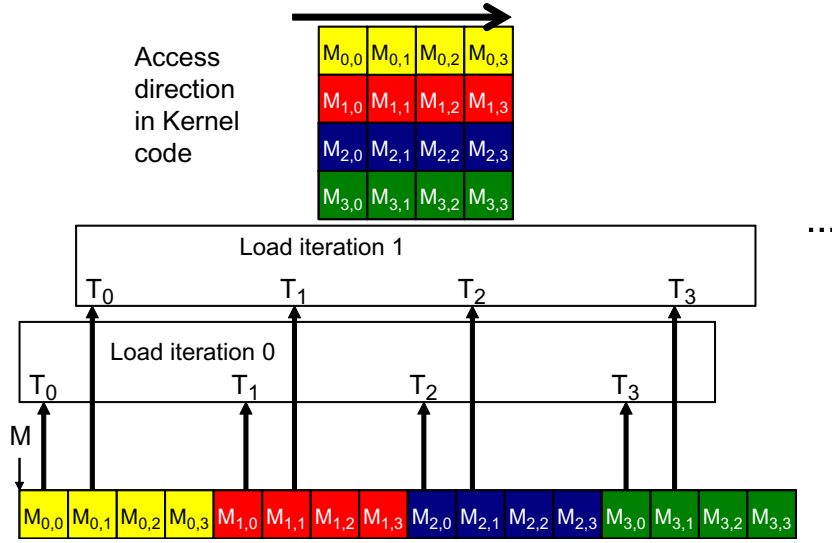 Access
direction
in Kernel
code
M0,0 M0,1 M0,2 M0,3
M1,0 M1,1 M1,2 M1,3
M2,0 M2,1 M2,2 M2,3
M3,0 M3,1 M3,2 M3,3
...
Load iteration 1
T0 T1 T2 T3
Load iteration 0
T0 T1 T2 T3
M
M0,0 M0,1 M0,2 M0,3 M1,0 M1,1 M1,2 M1,3 M2,0 M2,1 M2,2 M2,3 M3,0 M3,1 M3,2 M3,3